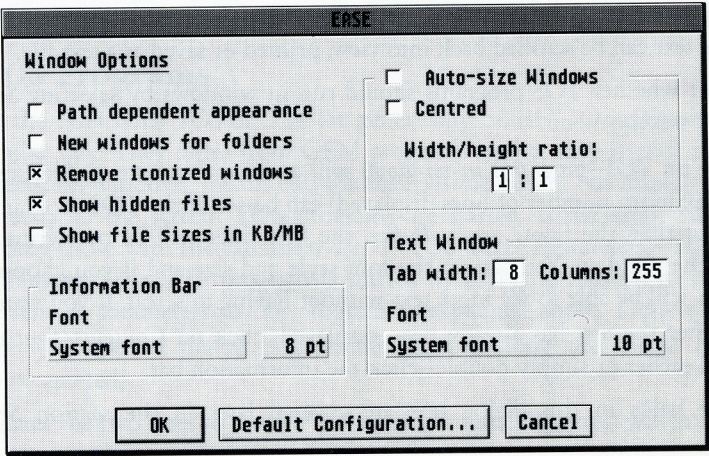 EASE
Window Options
Path dependent appearance
New windows for folders
Remove iconized windows
Show hidden files
Show file sizes in KB/MB
Information Bar
Font
System font 8 pt
Auto-size Windows
Centred
Width/height ratio:
1 : 1
Text Window
Tab width: 8 Columns: 255
Font
System font 10 pt
OK Default Configuration... Cancel